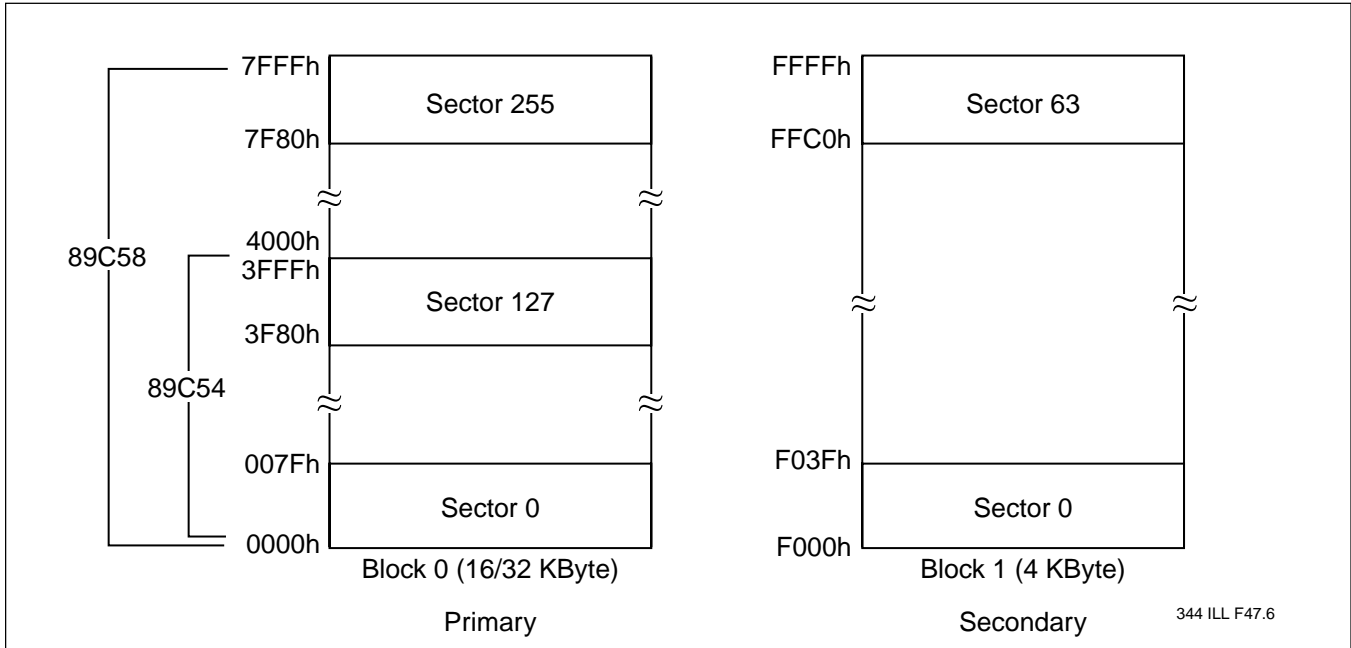 7FFFh
Sector 255
7F80h
4000h
89C58
3FFFh
Sector 127
3F80h
89C54
007Fh
Sector 0
0000h
Block 0 (16/32 KByte)
Primary
FFFFh
Sector 63
FFC0h
F03Fh
Sector 0
F000h
Block 1 (4 KByte)
Secondary
344 ILL F47.6